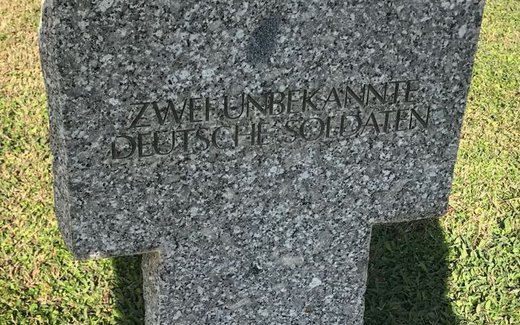 ZWEI UNBEKANNTE
DEUTSCHE SOLDATEN